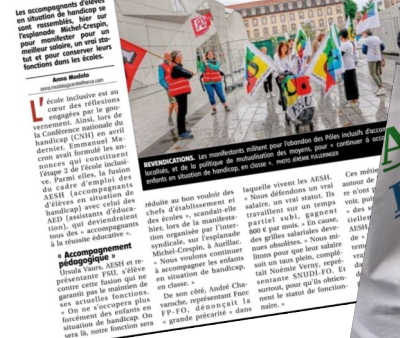 Les accompagnants d'élèves
en situation de handicap se
sont rassemblés, hier sur
l'esplanade Michel-Crespin,
pour manifester pour un
meilleur salaire, un vrai sta-
tut et pour conserver leurs
fonctions dans les écoles.
Anna Modolo
L'école inclusive est au
cœur des réflexions
engagées par le gou-
vernement. Ainsi, lors de
la Conférence nationale du
handicap (CNH) en avril
dernier, Emmanuel Ma-
cron avait formulé les an-
nonces qui constituent
l'étape 2 de l'école inclusi-
ve. Parmi elles, la fusion
du cadre d'emploi des
AESH (accompagnants
d'élèves en situation de
handicap) avec celui des
AED (assistants d'éduca-
tion), qui deviendraient
tous des « accompagnants
à la réussite éducative ».
« Accompagnement
pédagogique »
Ursula Vaurs, AESH et re-
présentante FSU, s'élève
contre cette fusion qui ne
garantit pas le maintien de
ses actuelles fonctions.
« On ne s'occupera plus
forcément des enfants en
situation de handicap. On
sera là, notre fonction sera
REVENDICATIONS. Les manifestants militent pour l'abandon des Pôles inclusifs d'acco
localisés, et de la politique de mutualisation des moyens, pour « continuer à acco
enfants en situation de handicap, en classe ». PHOTO JÉRÉMIE FULLERINGER
réduite au bon vouloir des
chefs d'établissements et
des écoles », scandait-elle
hier, lors de la manifesta-
tion organisée par l'inter-
syndicale, sur l'esplanade
Michel-Crespin, à Aurillac.
« Nous voulons continuer
à accompagner les enfants
en situation de handicap,
en classe. »
De son côté, André Cha-
varoche, représentant Fnec
FP-FO, dénonçait la
« grande précarité » dans
laquelle vivent les AESH.
« Nous défendons un vrai
salaire, un vrai statut. Ils
travaillent sur un temps
partiel subi, gagnent
800 € par mois. » En cause,
des grilles salariales deve-
nues obsolètes. « Nous mi-
litons pour que leur salaire
soit un taux plein, complé-
tait Noémie Verny, repré-
sentante SNUDI-FO. Et
surtout, pour qu'ils obtien-
nent le statut de fonction-
naire. »
Ces métie
autour de
re n'ont p